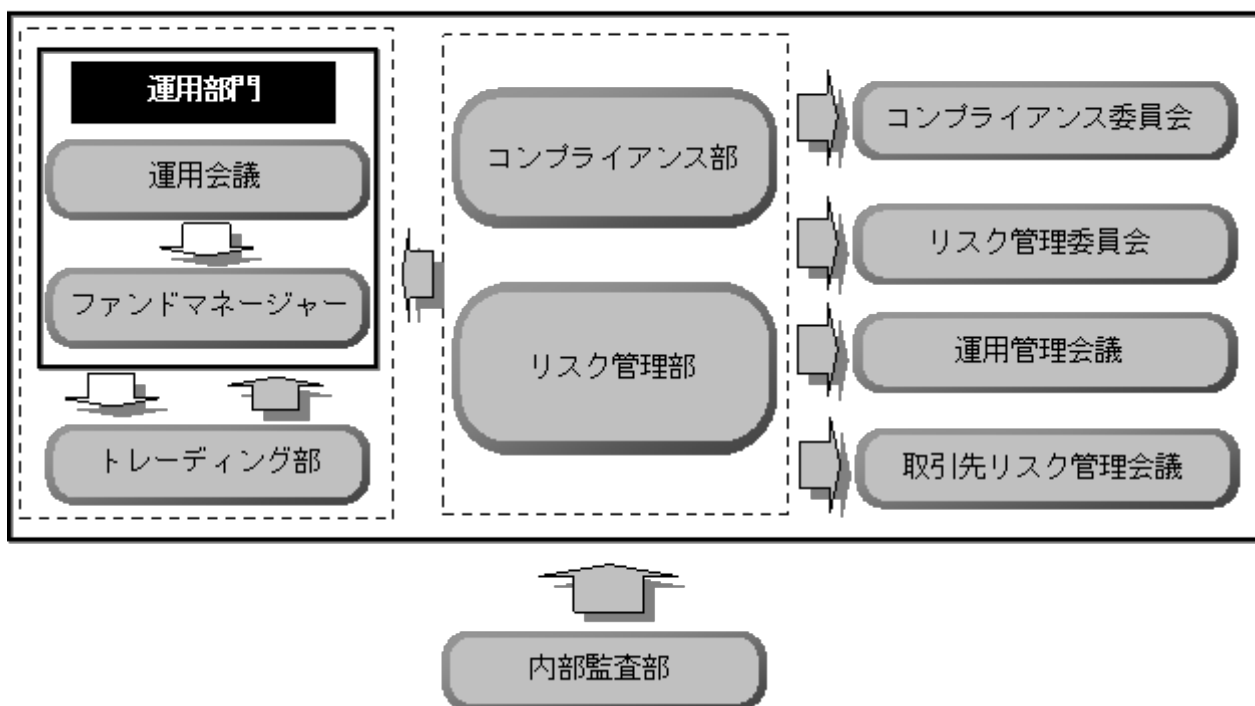 運用部門
運用会議
ファンドマネージャー
トレーディング部
コンプライアンス部
リスク管理部
コンプライアンス委員会
リスク管理委員会
運用管理会議
取引先リスク管理会議
内部監査部